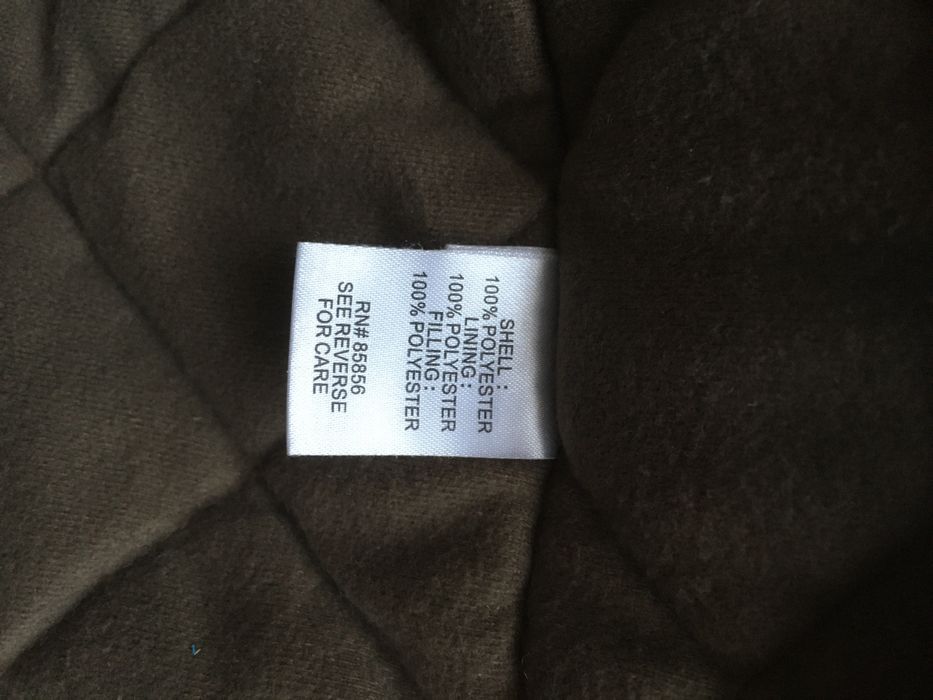 SHELL :
100% POLYESTER
LINING :
100% POLYESTER
FILLING :
100% POLYESTER
RN# 85856
SEE REVERSE
FOR CARE